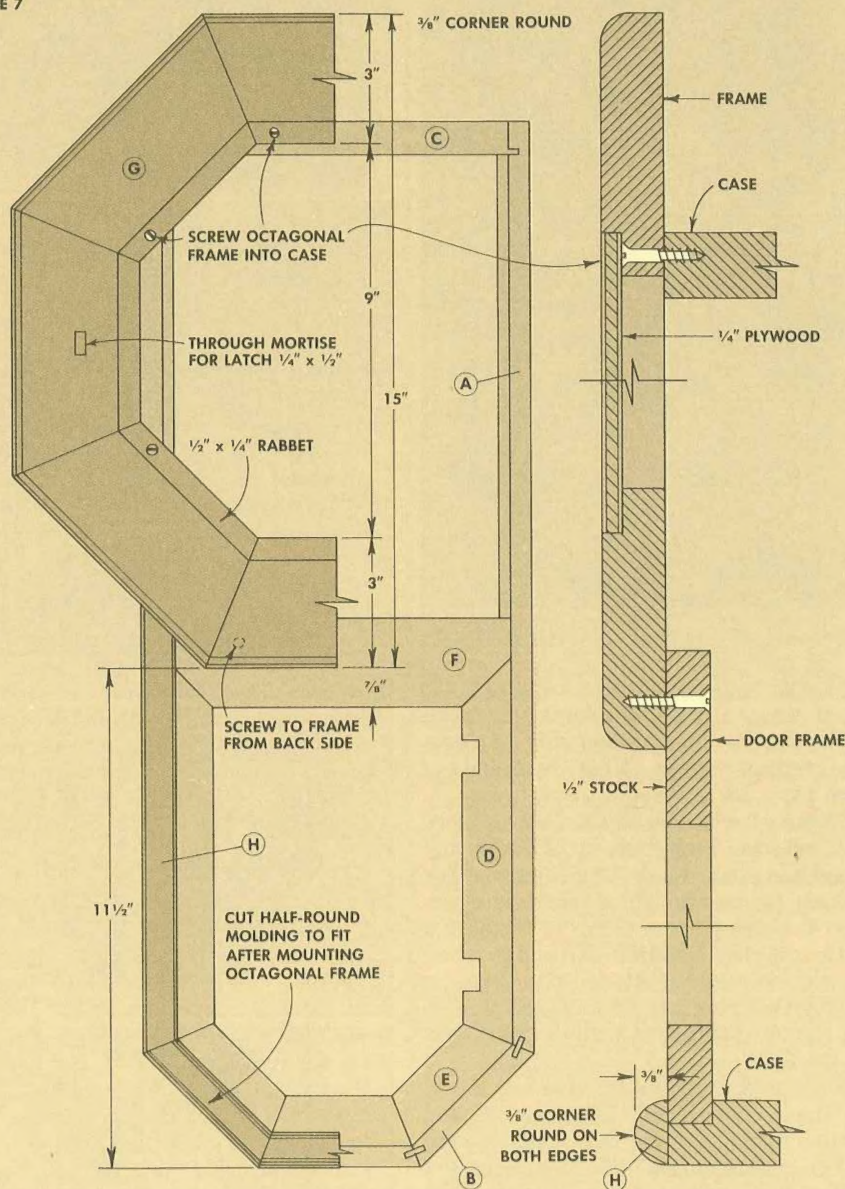 E 7
3/8" CORNER ROUND
3"
C
FRAME
G
CASE
SCREW OCTAGONAL
FRAME INTO CASE
9"
THROUGH MORTISE
FOR LATCH 1/4" x 1/2"
1/4" PLYWOOD
A
15"
1/2" x 1/4" RABBET
3"
F
7/8"
SCREW TO FRAME
FROM BACK SIDE
DOOR FRAME
1/2" STOCK
H
D
11 1/2"
CUT HALF-ROUND
MOLDING TO FIT
AFTER MOUNTING
OCTAGONAL FRAME
E
CASE
3/8"
3/8" CORNER
ROUND ON
BOTH EDGES
B
H